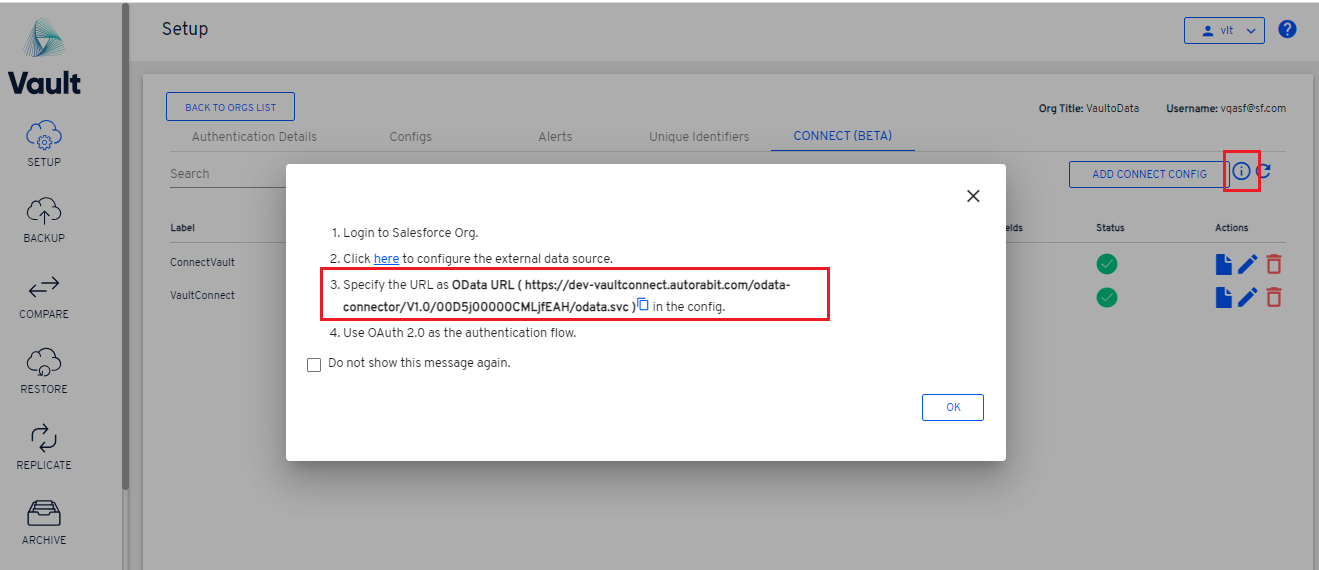 Setup
vlt
?
Vault
SETUP
BACKUP
COMPARE
RESTORE
REPLICATE
ARCHIVE
BACK TO ORGS LIST
Org Title: VaultoData
Username: vqasf@sf.com
Authentication Details
Configs
Alerts
Unique Identifiers
CONNECT (BETA)
Search
ADD CONNECT CONFIG
Label
elds
Status
Actions
ConnectVault
VaultConnect
1. Login to Salesforce Org.
2. Click here to configure the external data source.
3. Specify the URL as OData URL ( https://dev-vaultconnect.autorabit.com/odata-
connector/V1.0/00D5j00000CMLjfEAH/odata.svc ) in the config.
4. Use OAuth 2.0 as the authentication flow.
Do not show this message again.
OK